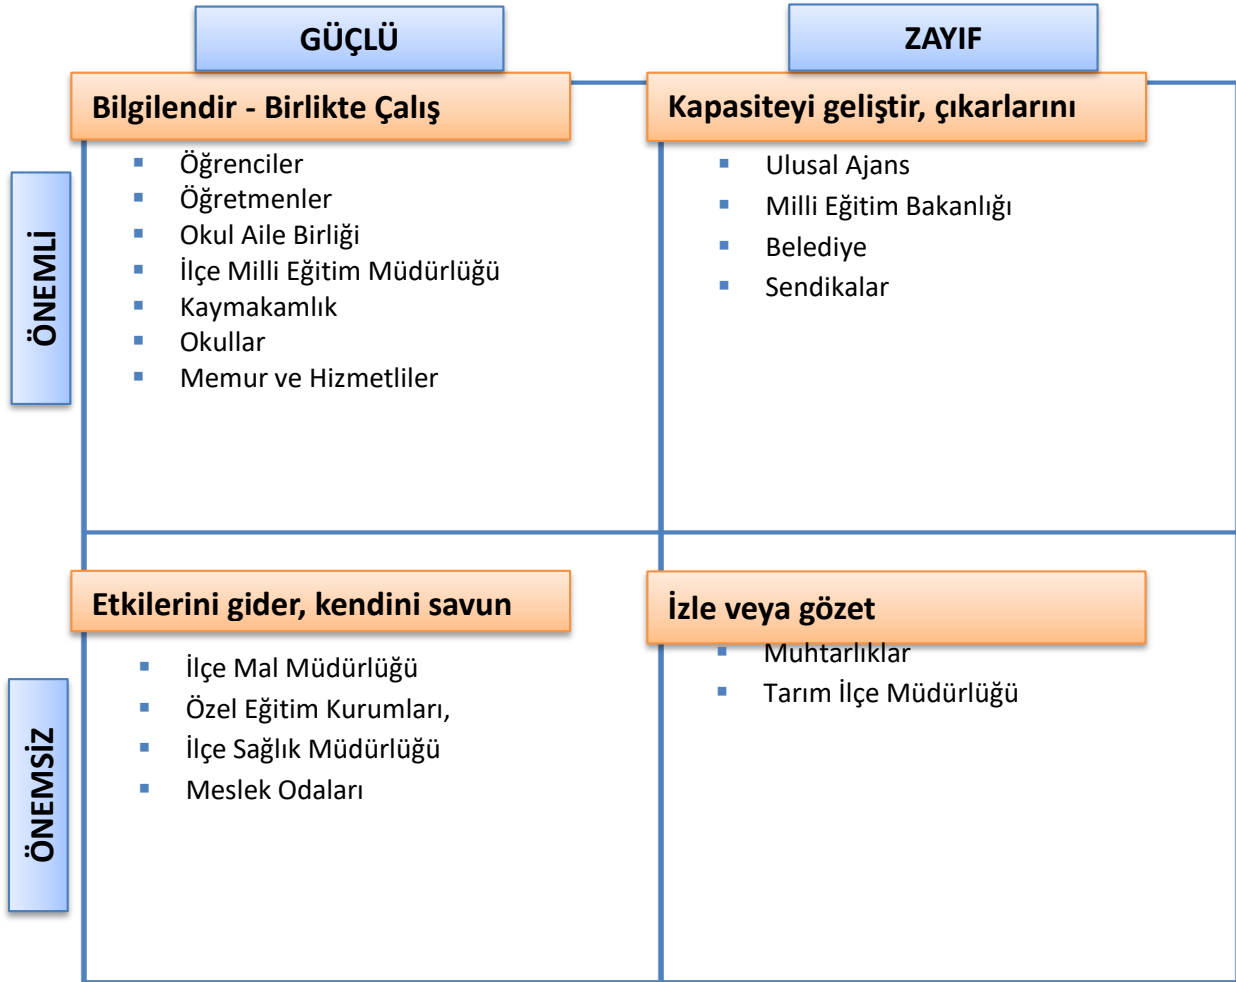 GÜÇLÜ
ZAYIF
ÖNEMLİ
Bilgilendir - Birlikte Çalış
Öğrenciler
Öğretmenler
Okul Aile Birliği
İlçe Milli Eğitim Müdürlüğü
Kaymakamlık
Okullar
Memur ve Hizmetliler
Kapasiteyi geliştir, çıkarlarını
Ulusal Ajans
Milli Eğitim Bakanlığı
Belediye
Sendikalar
ÖNEMSİZ
Etkilerini gider, kendini savun
İlçe Mal Müdürlüğü
Özel Eğitim Kurumları,
İlçe Sağlık Müdürlüğü
Meslek Odaları
İzle veya gözet
Muhtarlıklar
Tarım İlçe Müdürlüğü